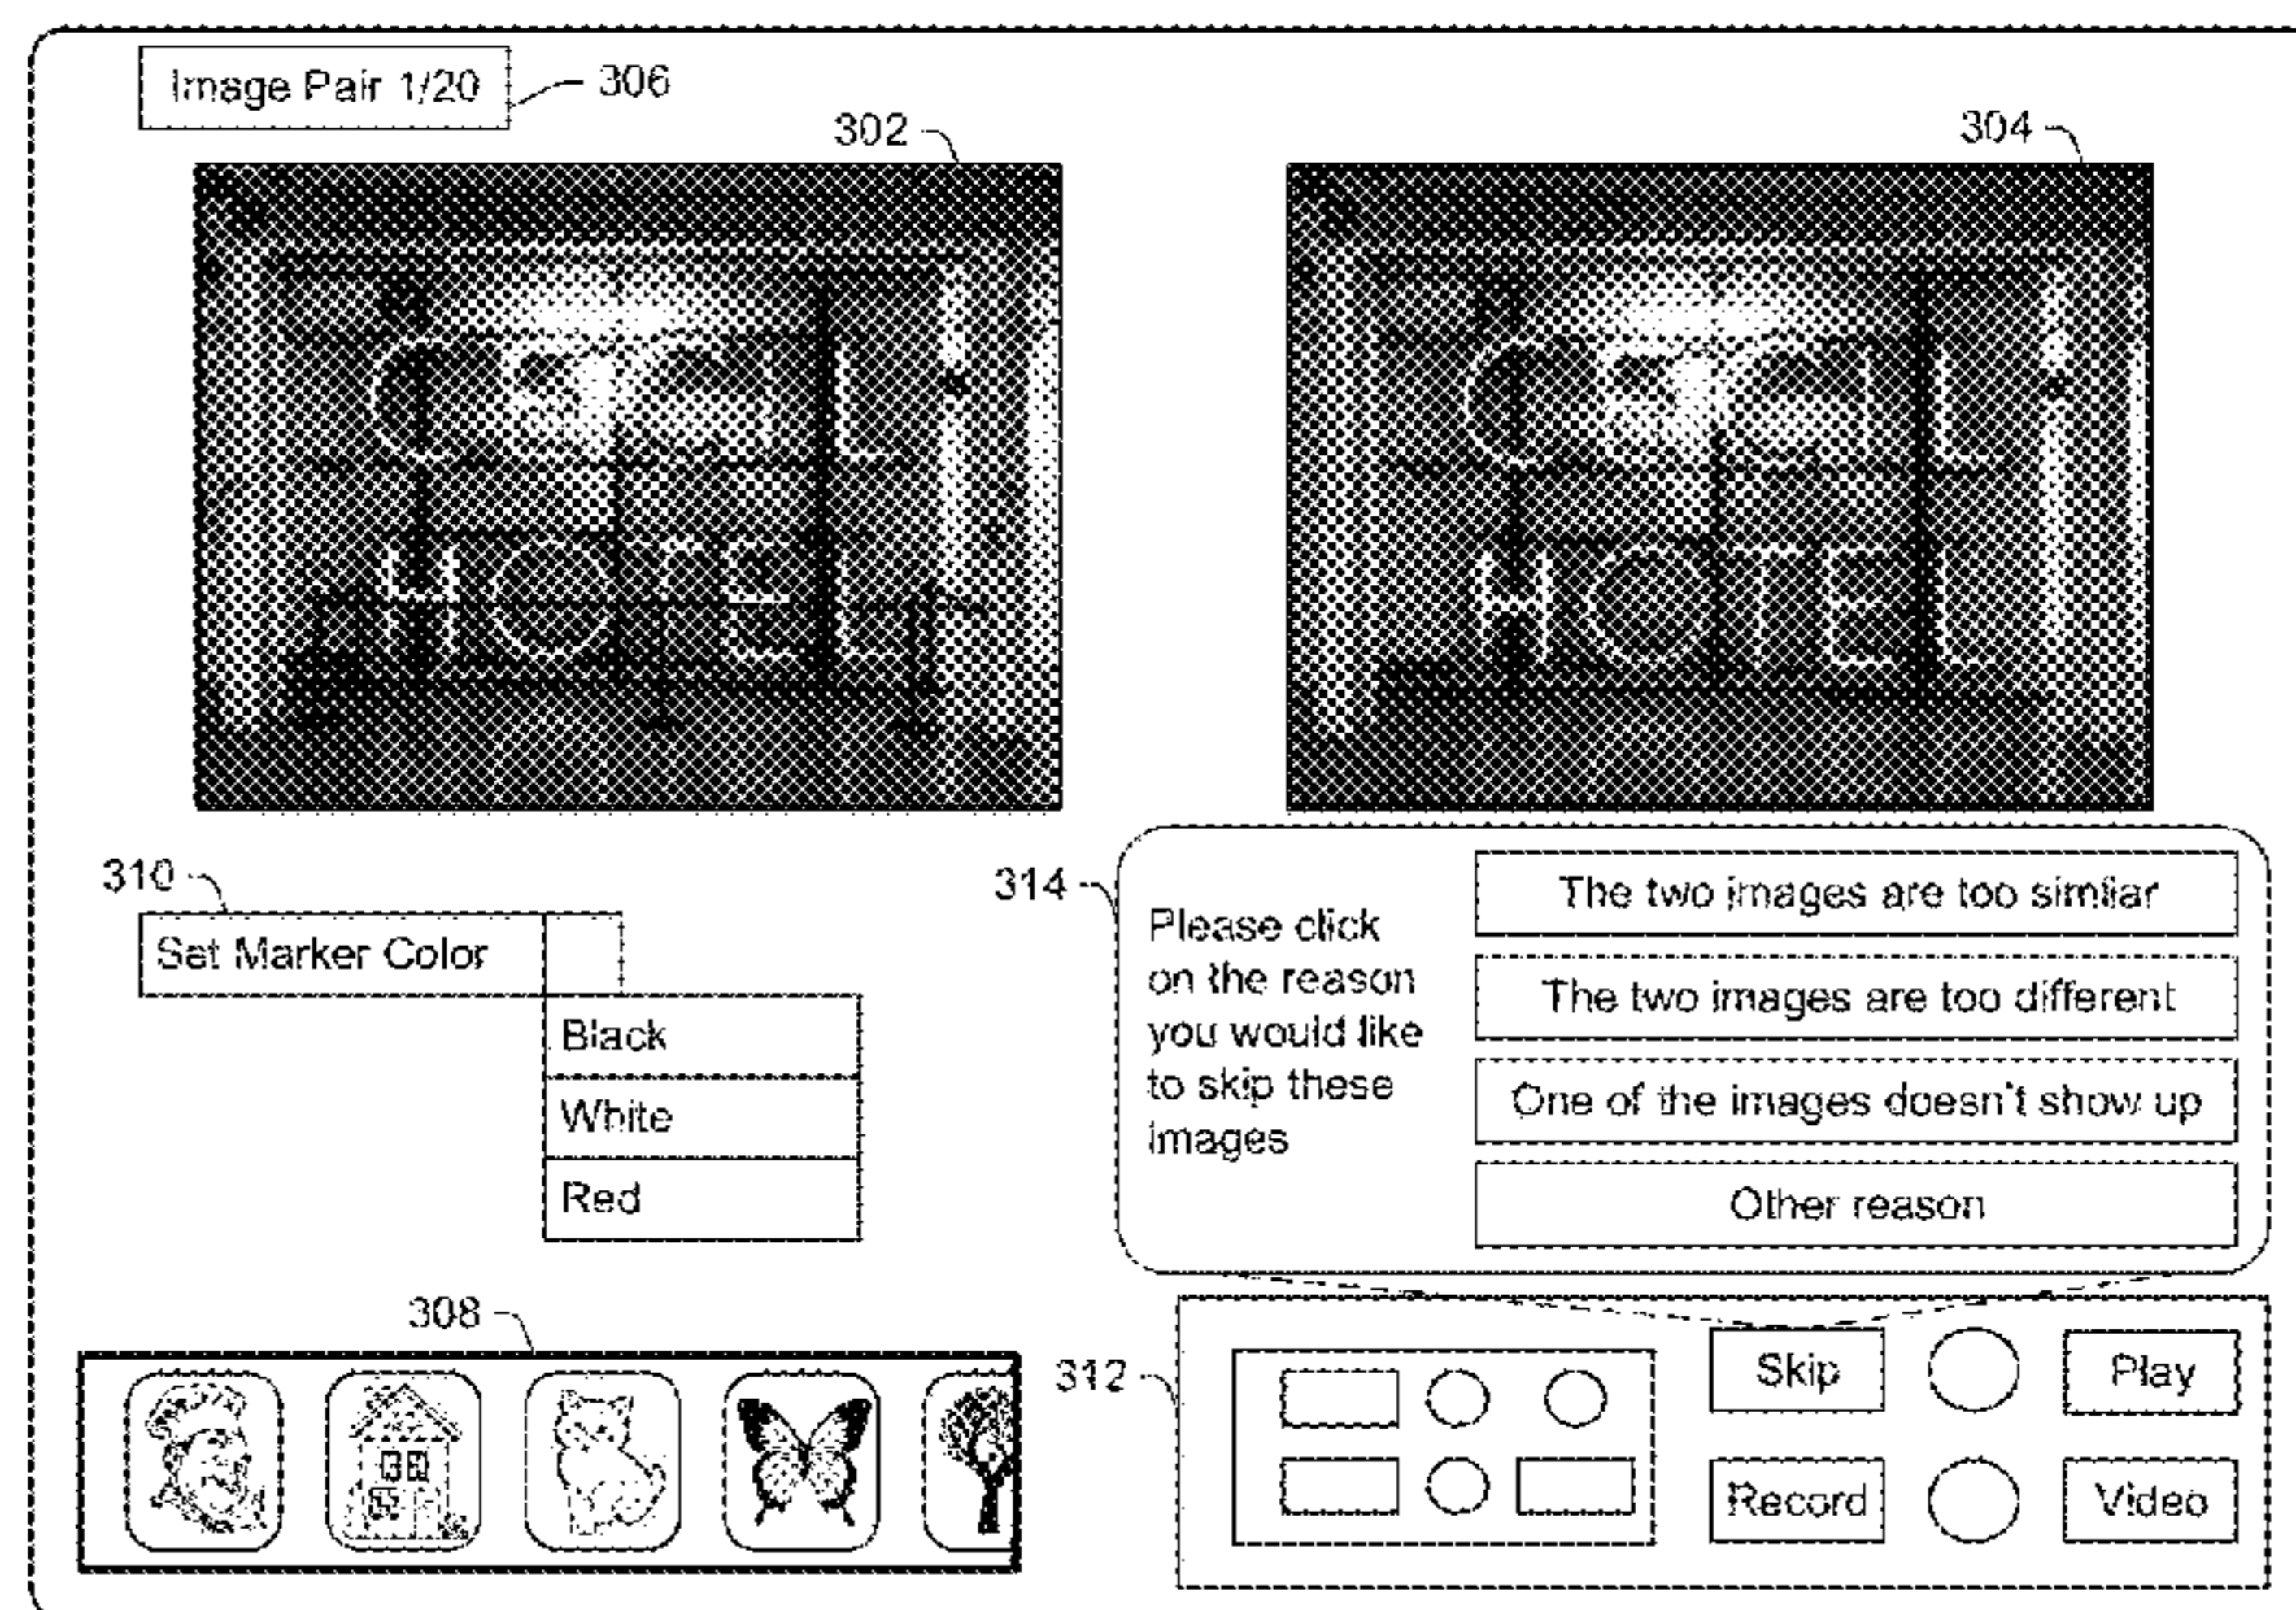 Image Pair 1/20
306
302
304
HOTEL
HOTEL
310
Set Marker Color
Black
White
Red
314
Please click
on the reason
you would like
to skip these
images
The two images are too similar
The two images are too different
One of the images doesn't show up
Other reason
308
312
Skip
Play
Record
Video